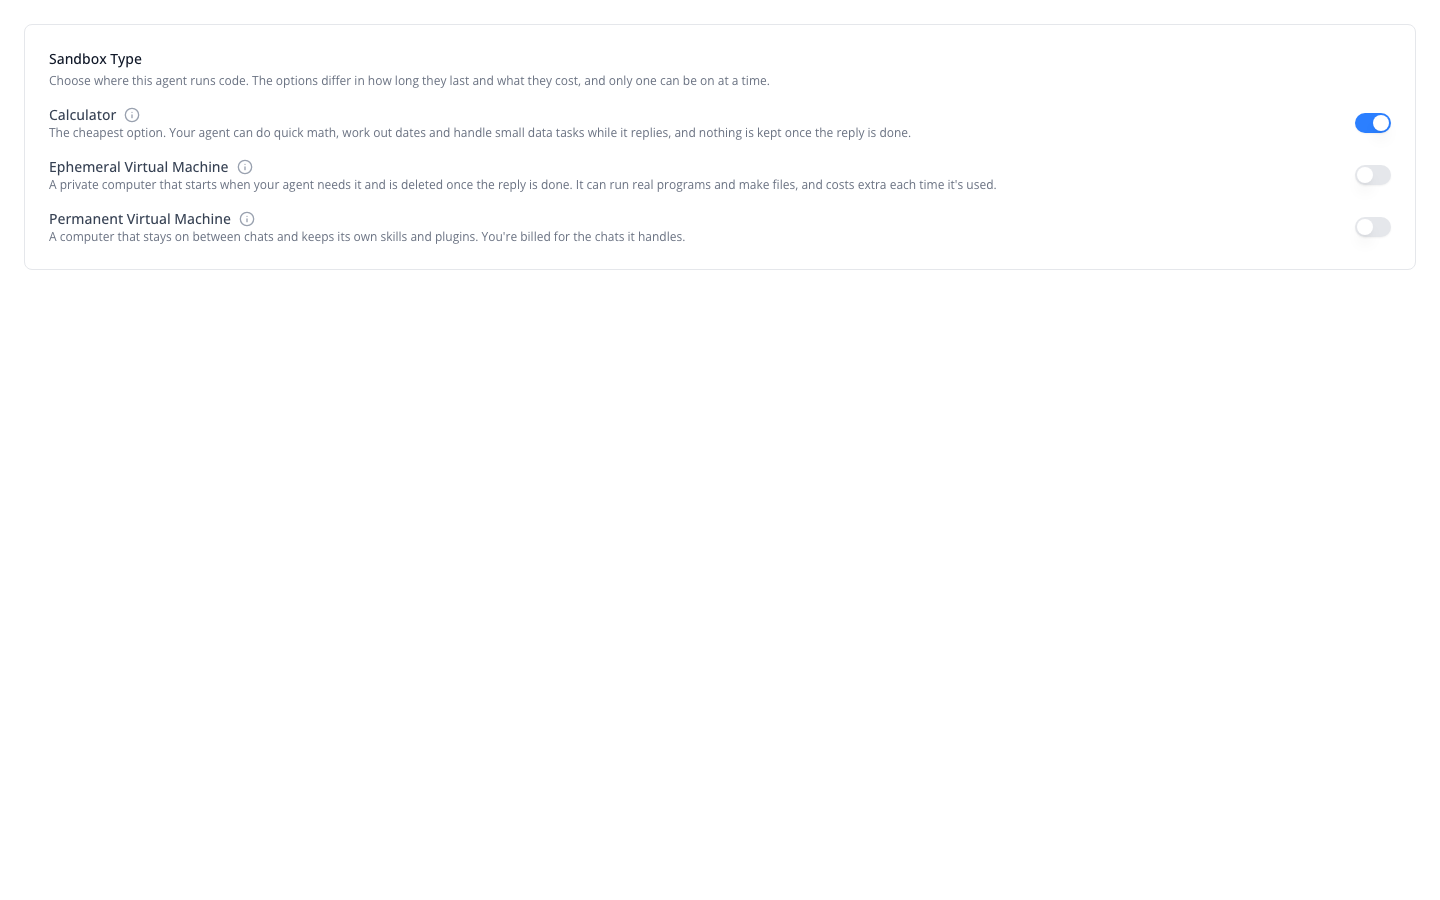 Sandbox Type
Choose where this agent runs code. The options differ in how long they last and what they cost, and only one can be on at a time.
Calculator
The cheapest option. Your agent can do quick math, work out dates and handle small data tasks while it replies, and nothing is kept once the reply is done.
Ephemeral Virtual Machine
A private computer that starts when your agent needs it and is deleted once the reply is done. It can run real programs and make files, and costs extra each time it's used.
Permanent Virtual Machine
A computer that stays on between chats and keeps its own skills and plugins. You're billed for the chats it handles.